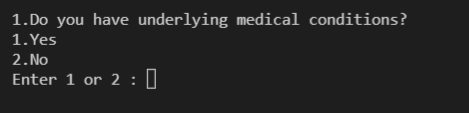 1.Do you have underlying medical conditions?
1.Yes
2.No
Enter 1 or 2 :